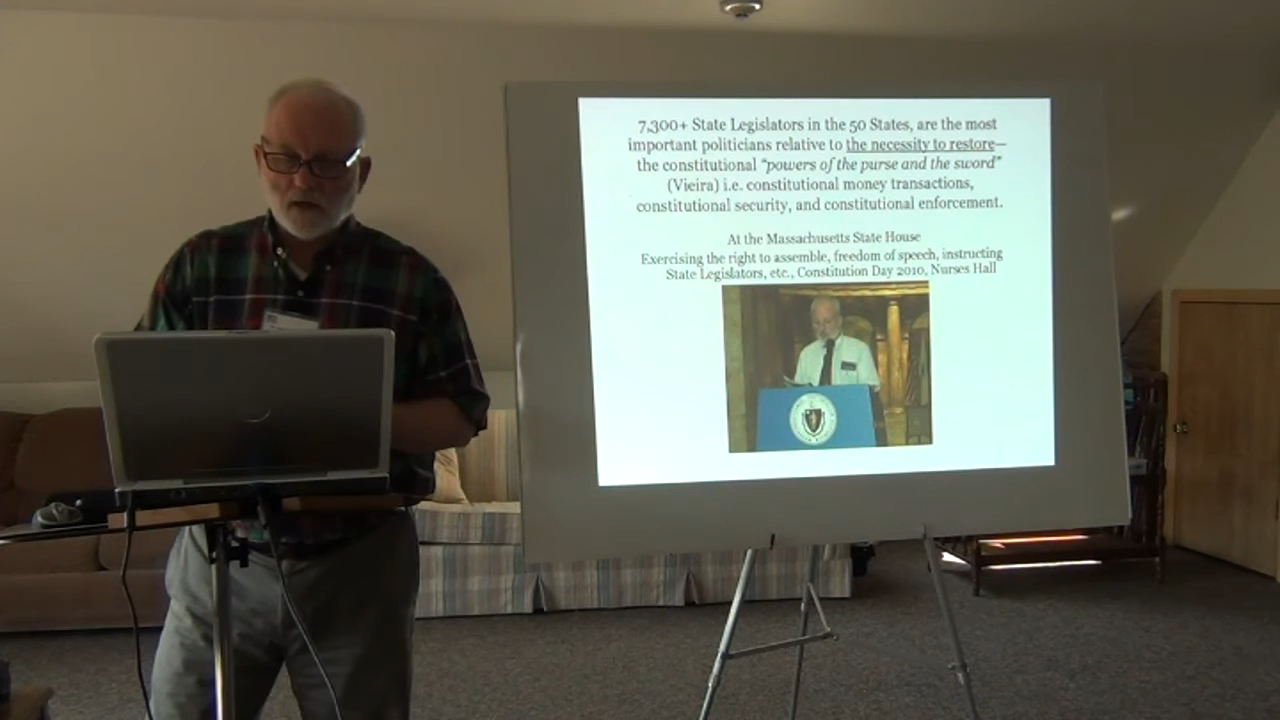 7,300+ State Legislators in the 50 States, are the most
important politicians relative to the necessity to restore—
the constitutional “powers of the purse and the sword”
(Vieira) i.e. constitutional money transactions,
constitutional security, and constitutional enforcement.
At the Massachusetts State House
Exercising the right to assemble, freedom of speech, instructing
State Legislators, etc., Constitution Day 2010, Nurses Hall